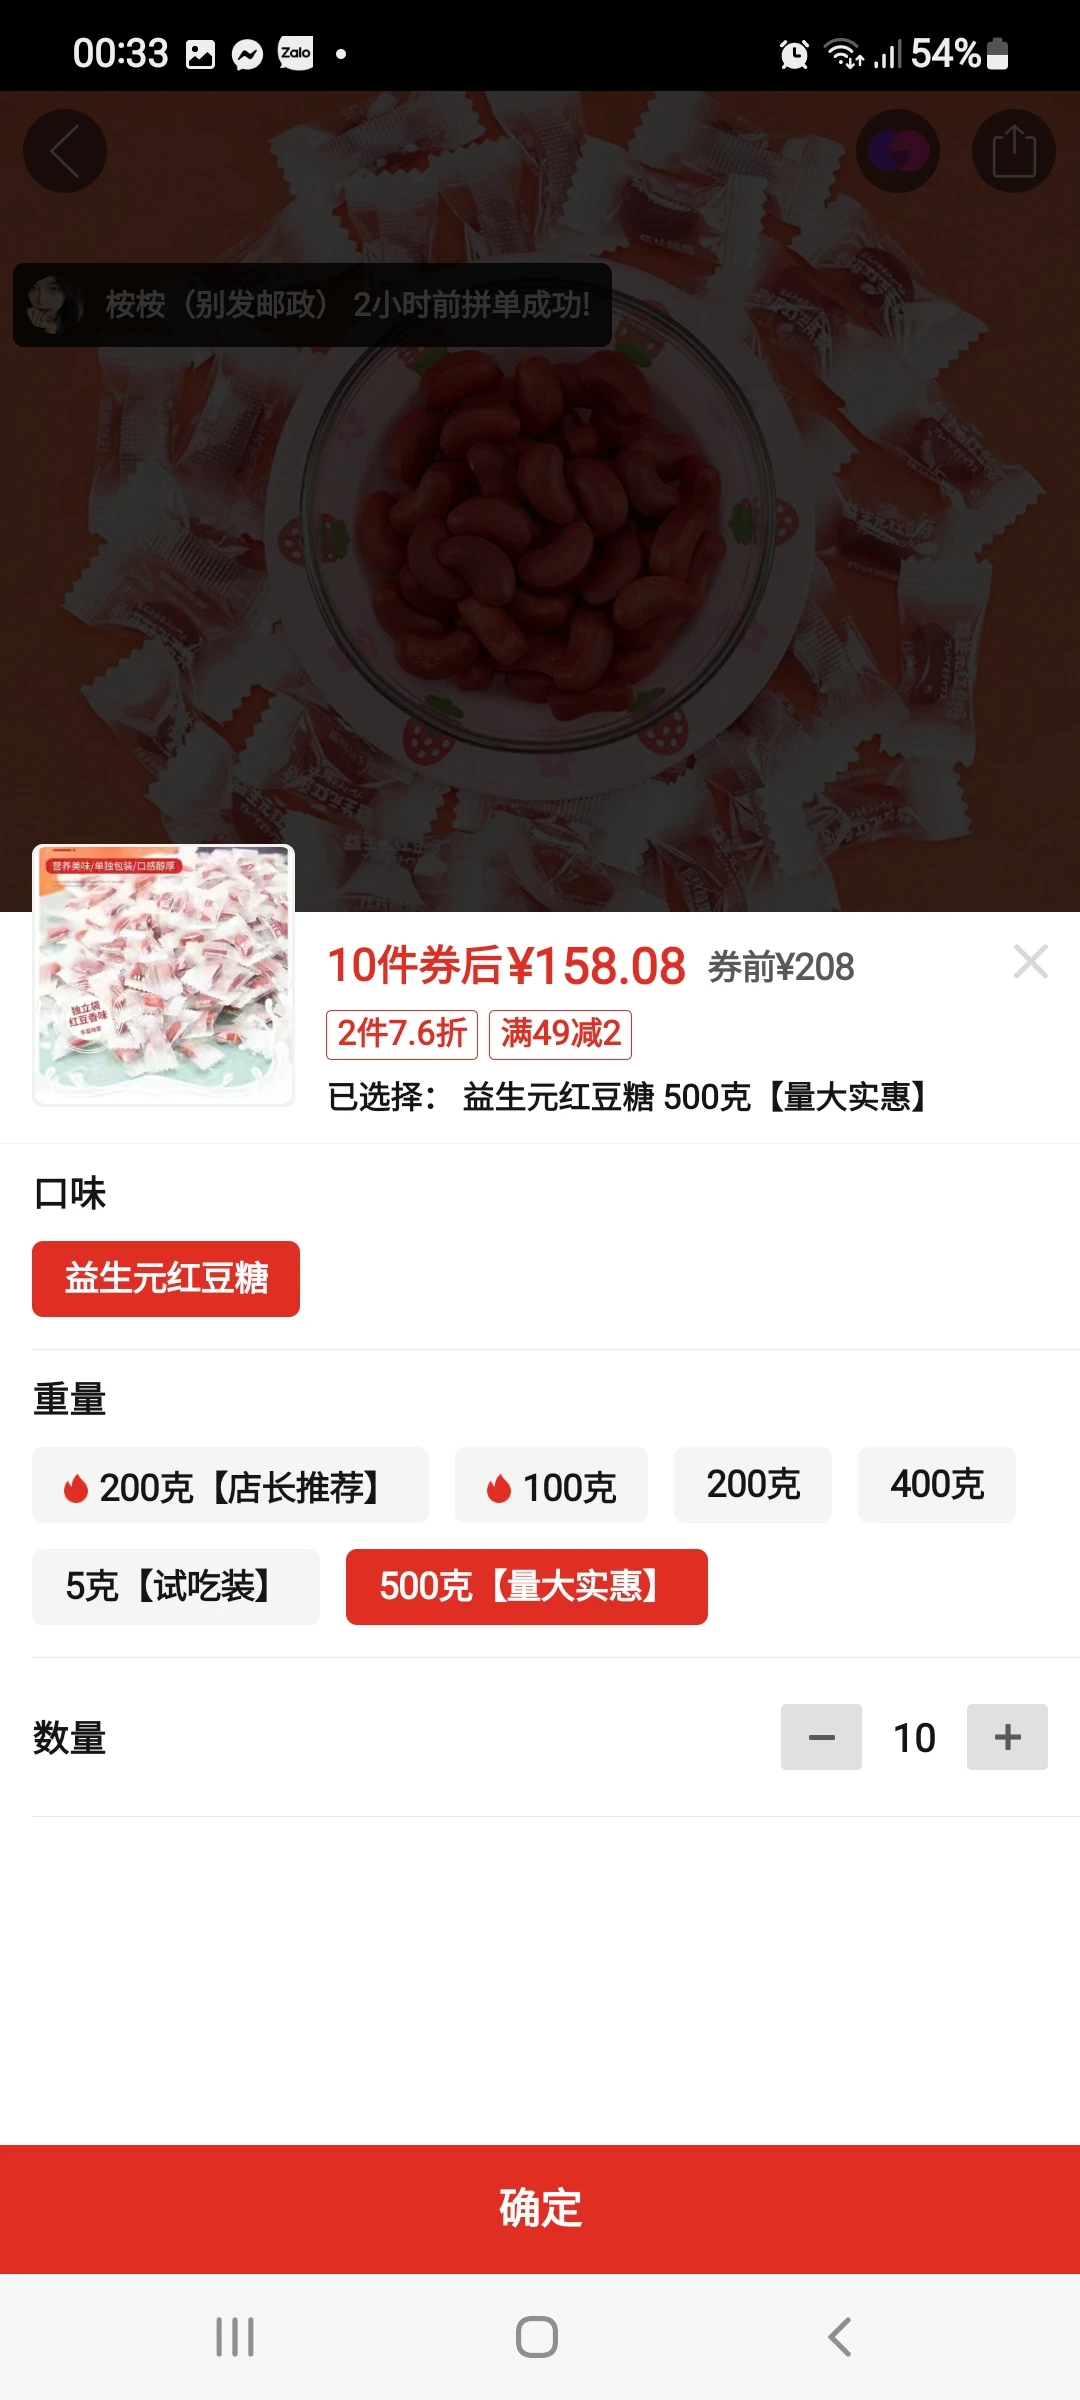 00:33
Zalo
54%
桉桉（别发邮政） 2小时前拼单成功!
营养美味/单独包装/口感醇厚
独立袋
红豆香味
10件券后¥158.08 券前¥208
2件7.6折 满49减2
已选择： 益生元红豆糖 500克【量大实惠】
口味
益生元红豆糖
重量
200克【店长推荐】 100克 200克 400克
5克【试吃装】 500克【量大实惠】
数量
10
确定